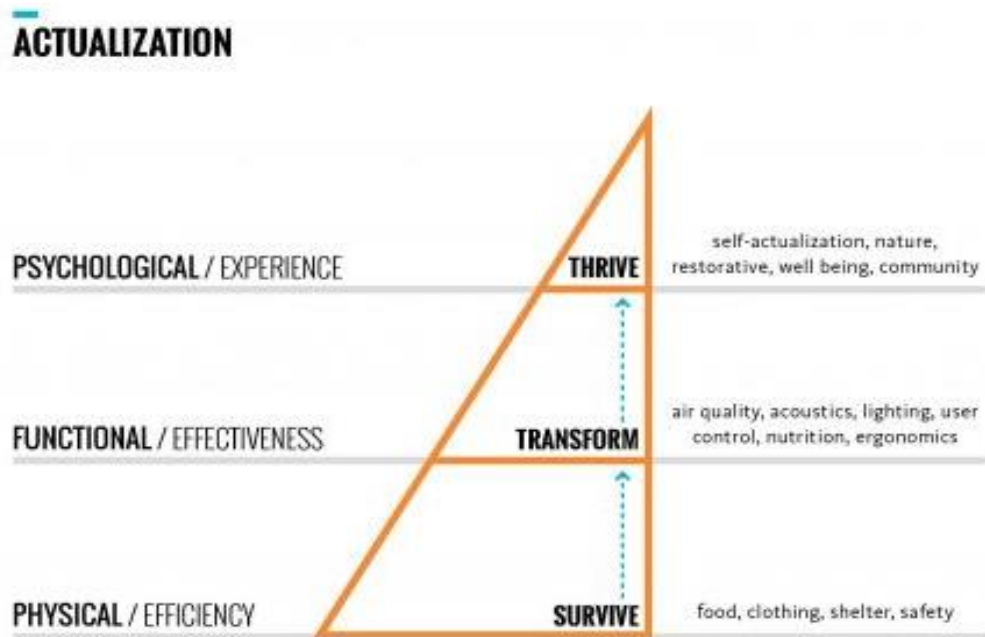 ACTUALIZATION
PSYCHOLOGICAL / EXPERIENCE
THRIVE
self-actualization, nature,
restorative, well being, community
FUNCTIONAL / EFFECTIVENESS
TRANSFORM
air quality, acoustics, lighting, user
control, nutrition, ergonomics
PHYSICAL / EFFICIENCY
SURVIVE
food, clothing, shelter, safety